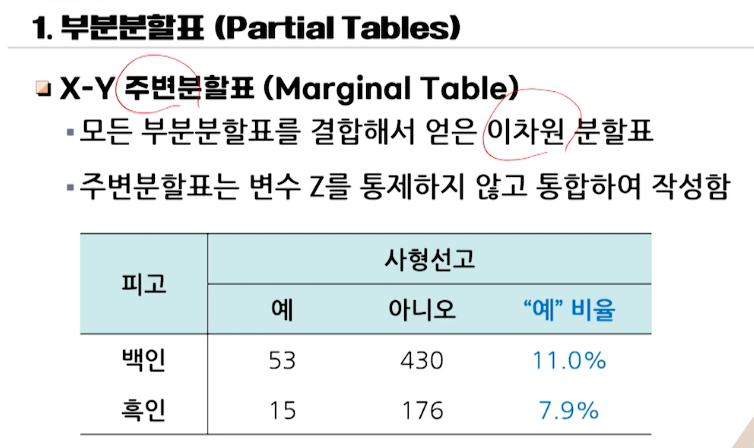 1. 부분분할표 (Partial Tables)
X-Y 주변분할표 (Marginal Table)
모든 부분분할표를 결합해서 얻은 이차원 분할표
주변분할표는 변수 Z를 통제하지 않고 통합하여 작성함
피고 사형선고
예 아니오 “예” 비율
백인 53 430 11.0%
흑인 15 176 7.9%